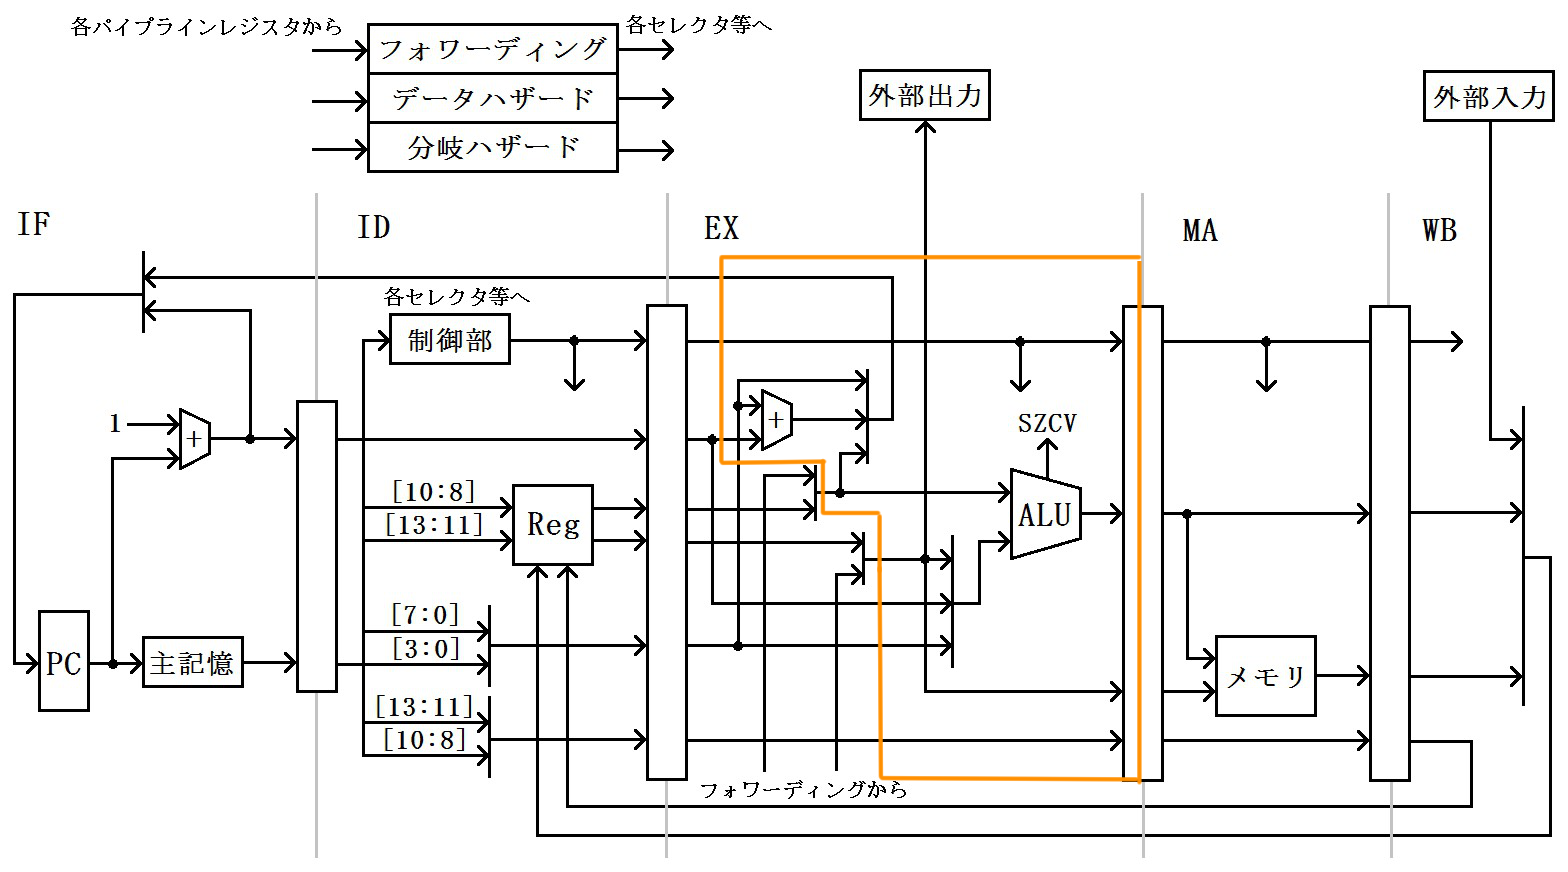 各パイプラインレジスタから
各セレクタ等へ
フォワーディング
データハザード
分岐ハザード
外部出力
外部入力
IF
ID
EX
MA
WB
各セレクタ等へ
制御部
1
+
+
SZCV
[10:8]
[13:11]
Reg
ALU
[7:0]
[3:0]
PC
主記憶
メモリ
[13:11]
[10:8]
フォワーディングから